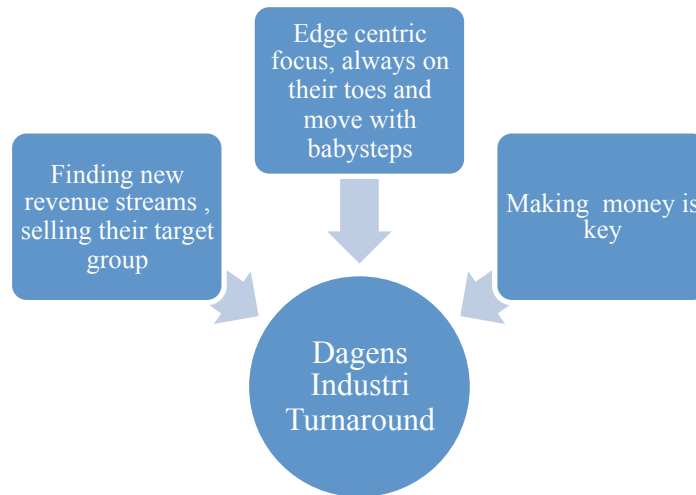 Edge centric
focus, always on
their toes and
move with
babysteps
Finding new
revenue streams ,
selling their target
group
Making money is
key
Dagens
Industri
Turnaround